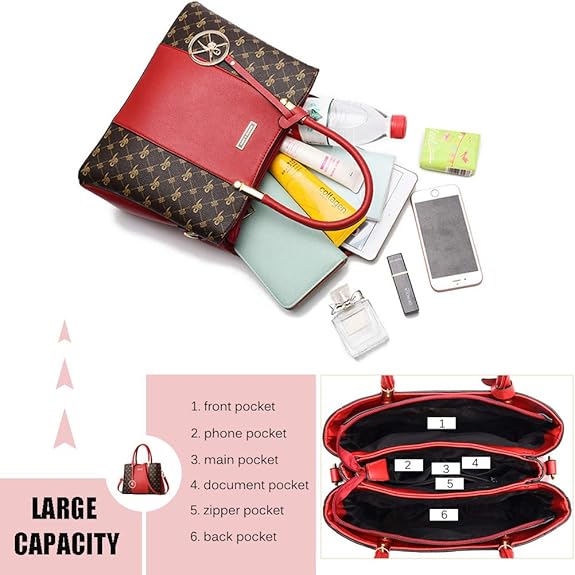 collagen
1. front pocket
2. phone pocket
3. main pocket
4. document pocket
5. zipper pocket
6. back pocket
LARGE
CAPACITY
1
2
3
4
5
6